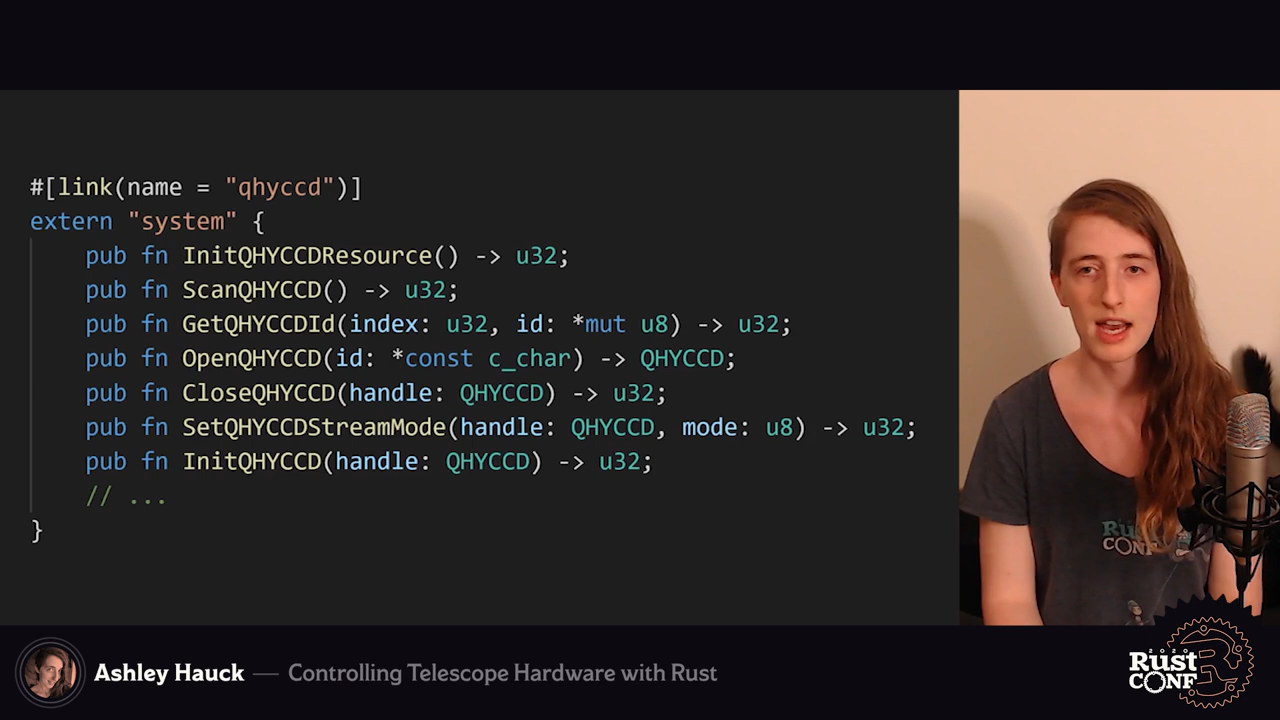 #[link(name = "qhyccd")]
extern "system" {
    pub fn InitQHYCCDResource() -> u32;
    pub fn ScanQHYCCD() -> u32;
    pub fn GetQHYCCDId(index: u32, id: *mut u8) -> u32;
    pub fn OpenQHYCCD(id: *const c_char) -> QHYCCD;
    pub fn CloseQHYCCD(handle: QHYCCD) -> u32;
    pub fn SetQHYCCDStreamMode(handle: QHYCCD, mode: u8) -> u32;
    pub fn InitQHYCCD(handle: QHYCCD) -> u32;
    // ...
}
RUST
CONF
Ashley Hauck — Controlling Telescope Hardware with Rust
2020
RUST
CONF
R